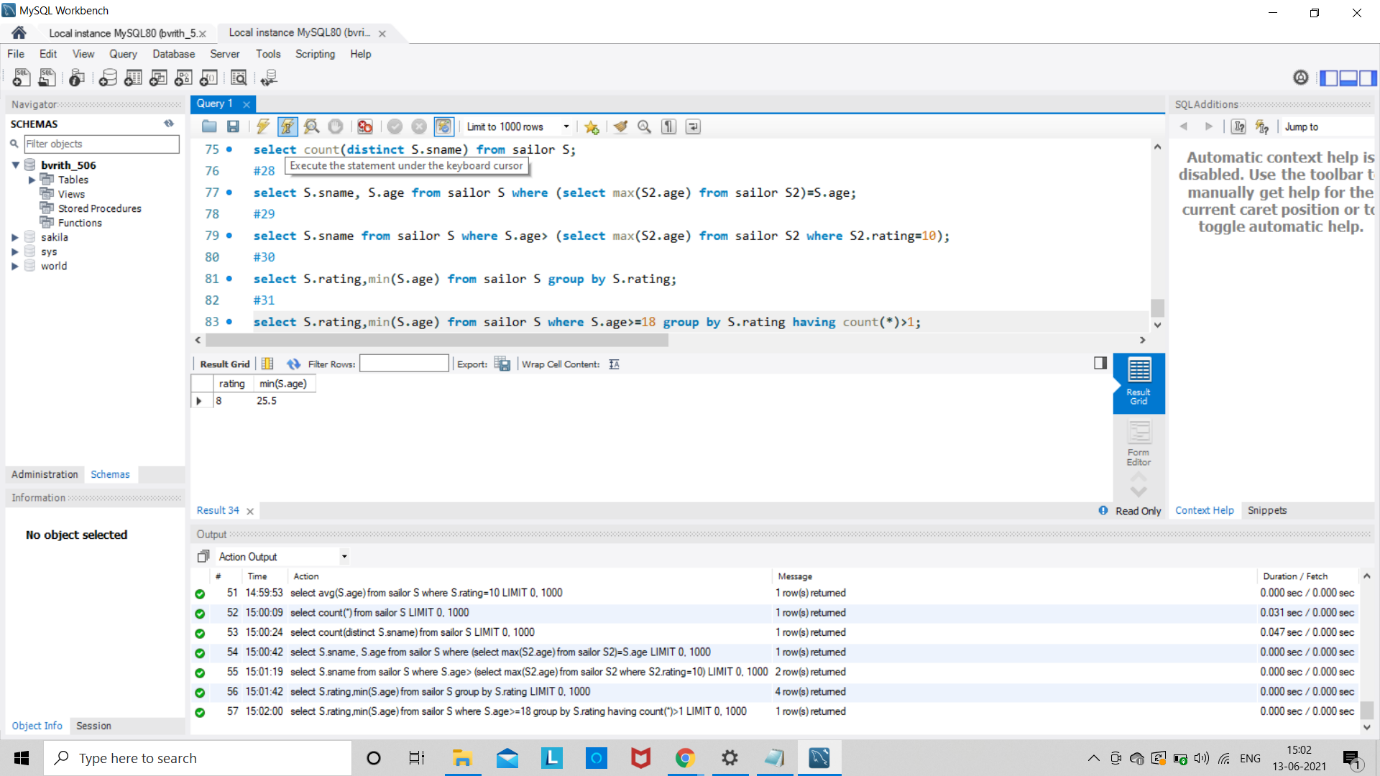 MySQL Workbench
Local instance MySQL80 (bvrith_5.x
Local instance MySQL80 (bvri... x
File Edit View Query Database Server Tools Scripting Help
Navigator
SCHEMAS
Filter objects
bvrith_506
Tables
Views
Stored Procedures
Functions
sakila
sys
world
Administration Schemas
Information
No object selected
Object Info Session
Query 1 x
Limit to 1000 rows
75 select count(distinct S.sname) from sailor S;
Execute the statement under the keyboard cursor
76 #28
77 select S.sname, S.age from sailor S where (select max(S2.age) from sailor S2)=S.age;
78 #29
79 select S.sname from sailor S where S.age> (select max(S2.age) from sailor S2 where S2.rating=10);
80 #30
81 select S.rating,min(S.age) from sailor S group by S.rating;
82 #31
83 select S.rating,min(S.age) from sailor S where S.age>=18 group by S.rating having count(*)>1;
Result Grid Filter Rows: Export: Wrap Cell Content:
rating min(S.age)
8 25.5
Result Grid
Form Editor
Result 34 x
Read Only
SQLAdditions
Jump to
Automatic context help is
disabled. Use the toolbar t
manually get help for the
current caret position or to
toggle automatic help.
Context Help Snippets
Output
Action Output
# Time Action Message Duration / Fetch
51 14:59:53 select avg(S.age) from sailor S where S.rating=10 LIMIT 0, 1000 1 row(s) returned 0.000 sec / 0.000 sec
52 15:00:09 select count(*) from sailor S LIMIT 0, 1000 1 row(s) returned 0.031 sec / 0.000 sec
53 15:00:24 select count(distinct S.sname) from sailor S LIMIT 0, 1000 1 row(s) returned 0.047 sec / 0.000 sec
54 15:00:42 select S.sname, S.age from sailor S where (select max(S2.age) from sailor S2)=S.age LIMIT 0, 1000 1 row(s) returned 0.000 sec / 0.000 sec
55 15:01:19 select S.sname from sailor S where S.age> (select max(S2.age) from sailor S2 where S2.rating=10) LIMIT 0, 1000 2 row(s) returned 0.000 sec / 0.000 sec
56 15:01:42 select S.rating,min(S.age) from sailor S group by S.rating LIMIT 0, 1000 4 row(s) returned 0.000 sec / 0.000 sec
57 15:02:00 select S.rating,min(S.age) from sailor S where S.age>=18 group by S.rating having count(*)>1 LIMIT 0, 1000 1 row(s) returned 0.000 sec / 0.000 sec
Type here to search
L
ENG
15:02
13-06-2021
1